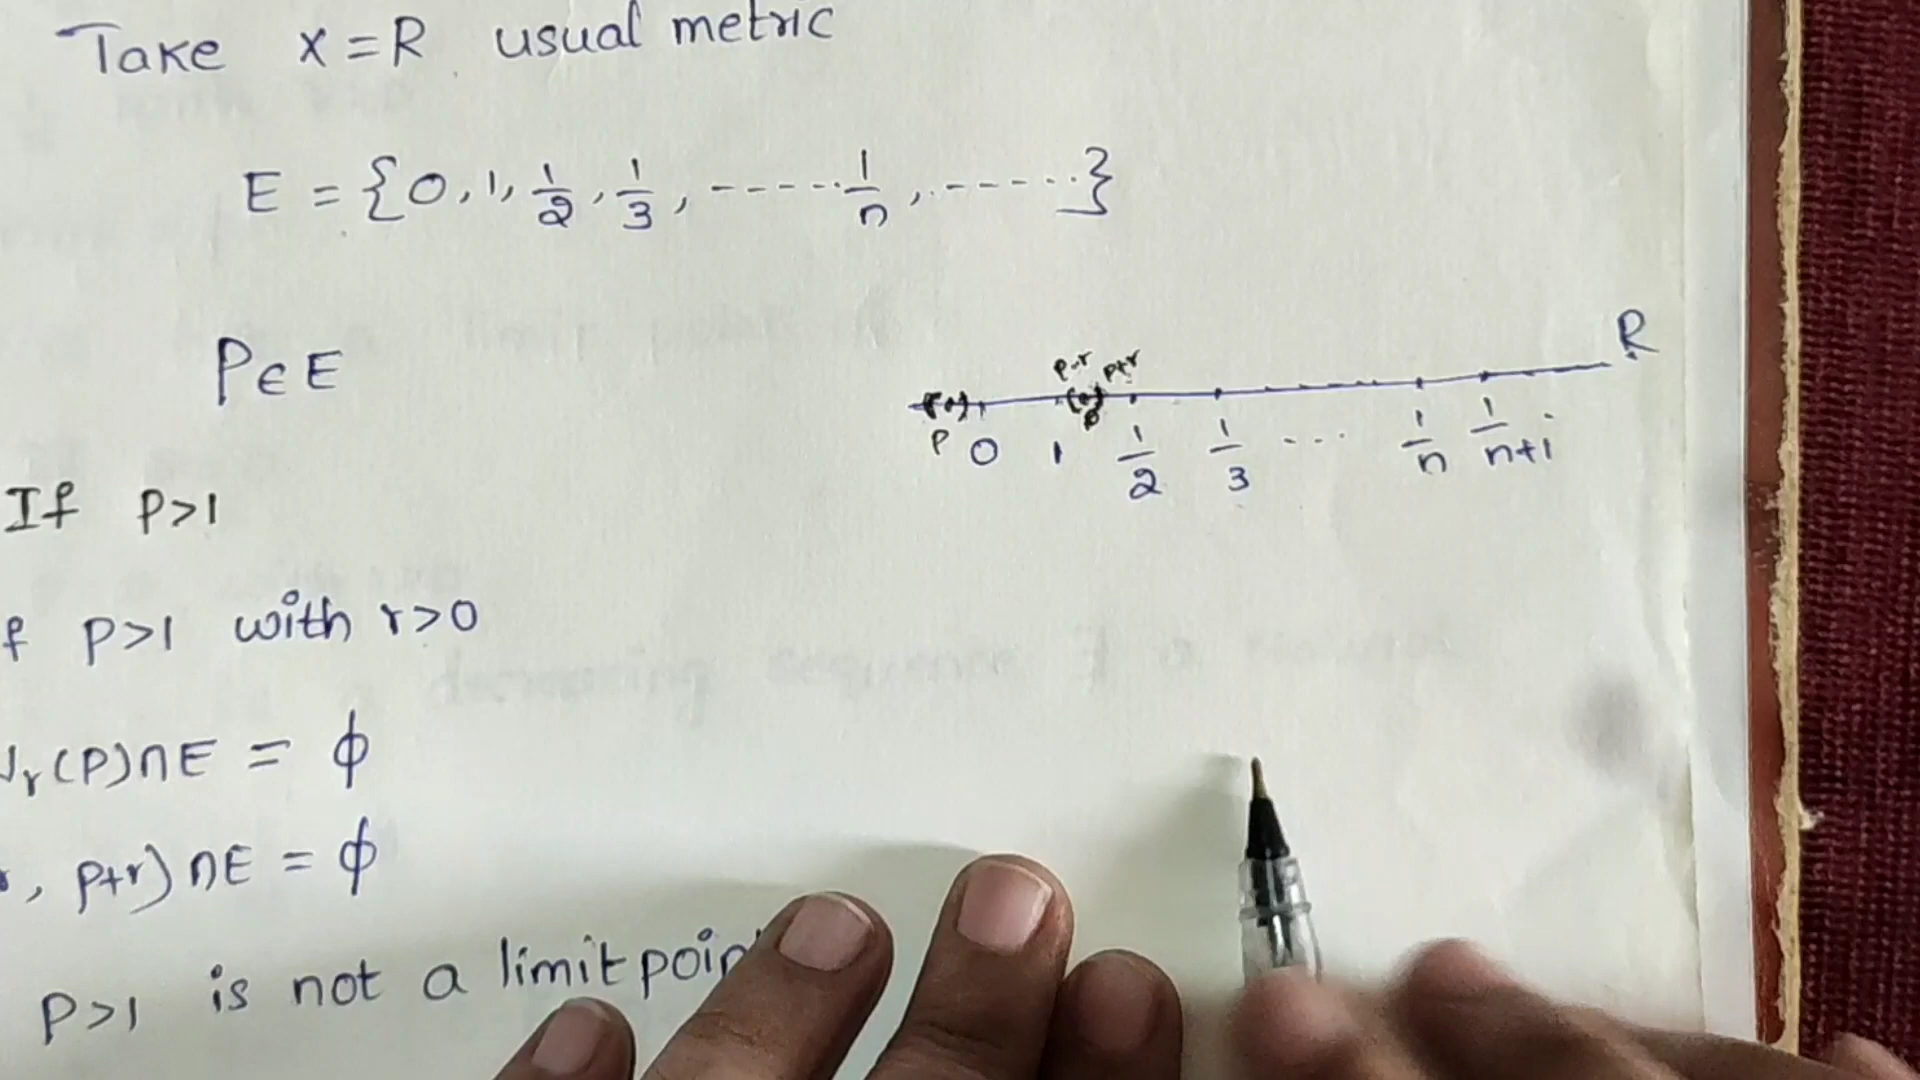 Take X = R usual metric
E = {0, 1, 1/2, 1/3, ------ 1/n, ------}
P ∈ E
p-r p+r R
(·) (·)
P 0 1 P 1/2 1/3 ... 1/n 1/n+1
If P>1
f P>1 with r>0
r(P)∩E = ϕ
, p+r)∩E = ϕ
P>1 is not a limit